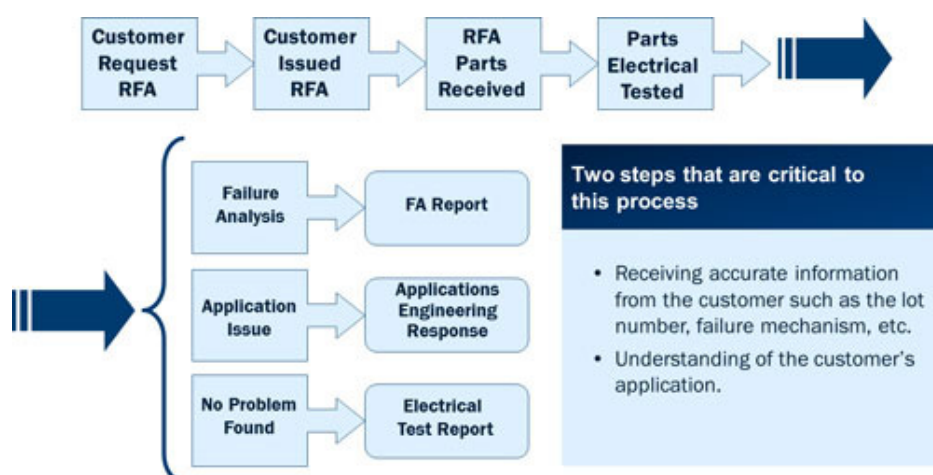 Customer
Request
RFA
Customer
Issued
RFA
RFA
Parts
Received
Parts
Electrical
Tested
Failure
Analysis
FA Report
Application
Issue
Applications
Engineering
Response
No Problem
Found
Electrical
Test Report
Two steps that are critical to
this process
• Receiving accurate information
from the customer such as the lot
number, failure mechanism, etc.
• Understanding of the customer's
application.